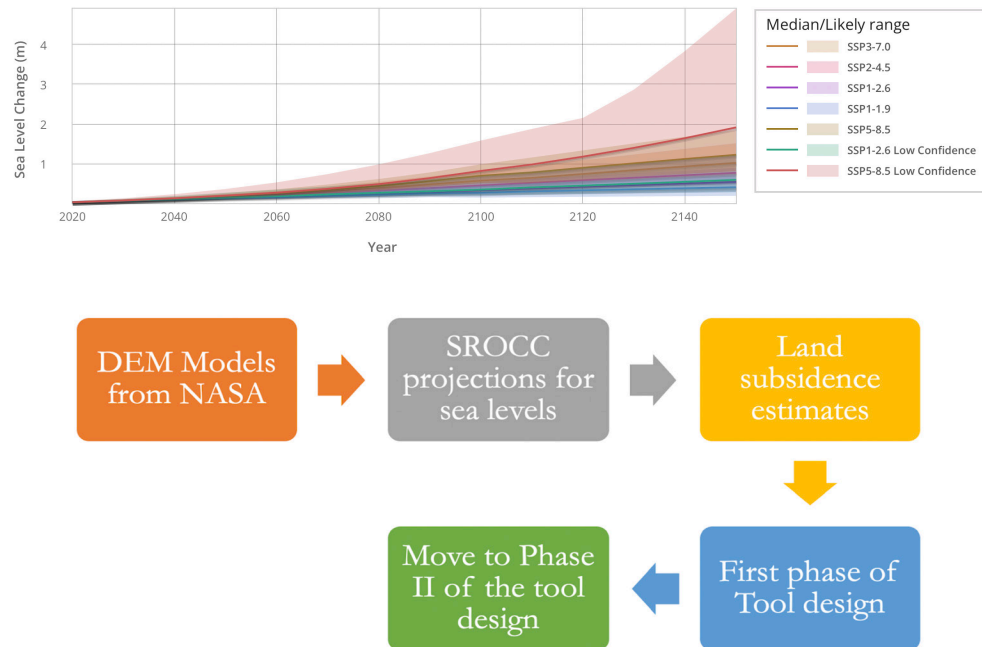 Sea Level Change (m)
4
3
2
1
2020
2040
2060
2080
2100
2120
2140
Year
Median/Likely range
SSP3-7.0
SSP2-4.5
SSP1-2.6
SSP1-1.9
SSP5-8.5
SSP1-2.6 Low Confidence
SSP5-8.5 Low Confidence
DEM Models
from NASA
SROCC
projections for
sea levels
Land
subsidence
estimates
First phase of
Tool design
Move to Phase
II of the tool
design